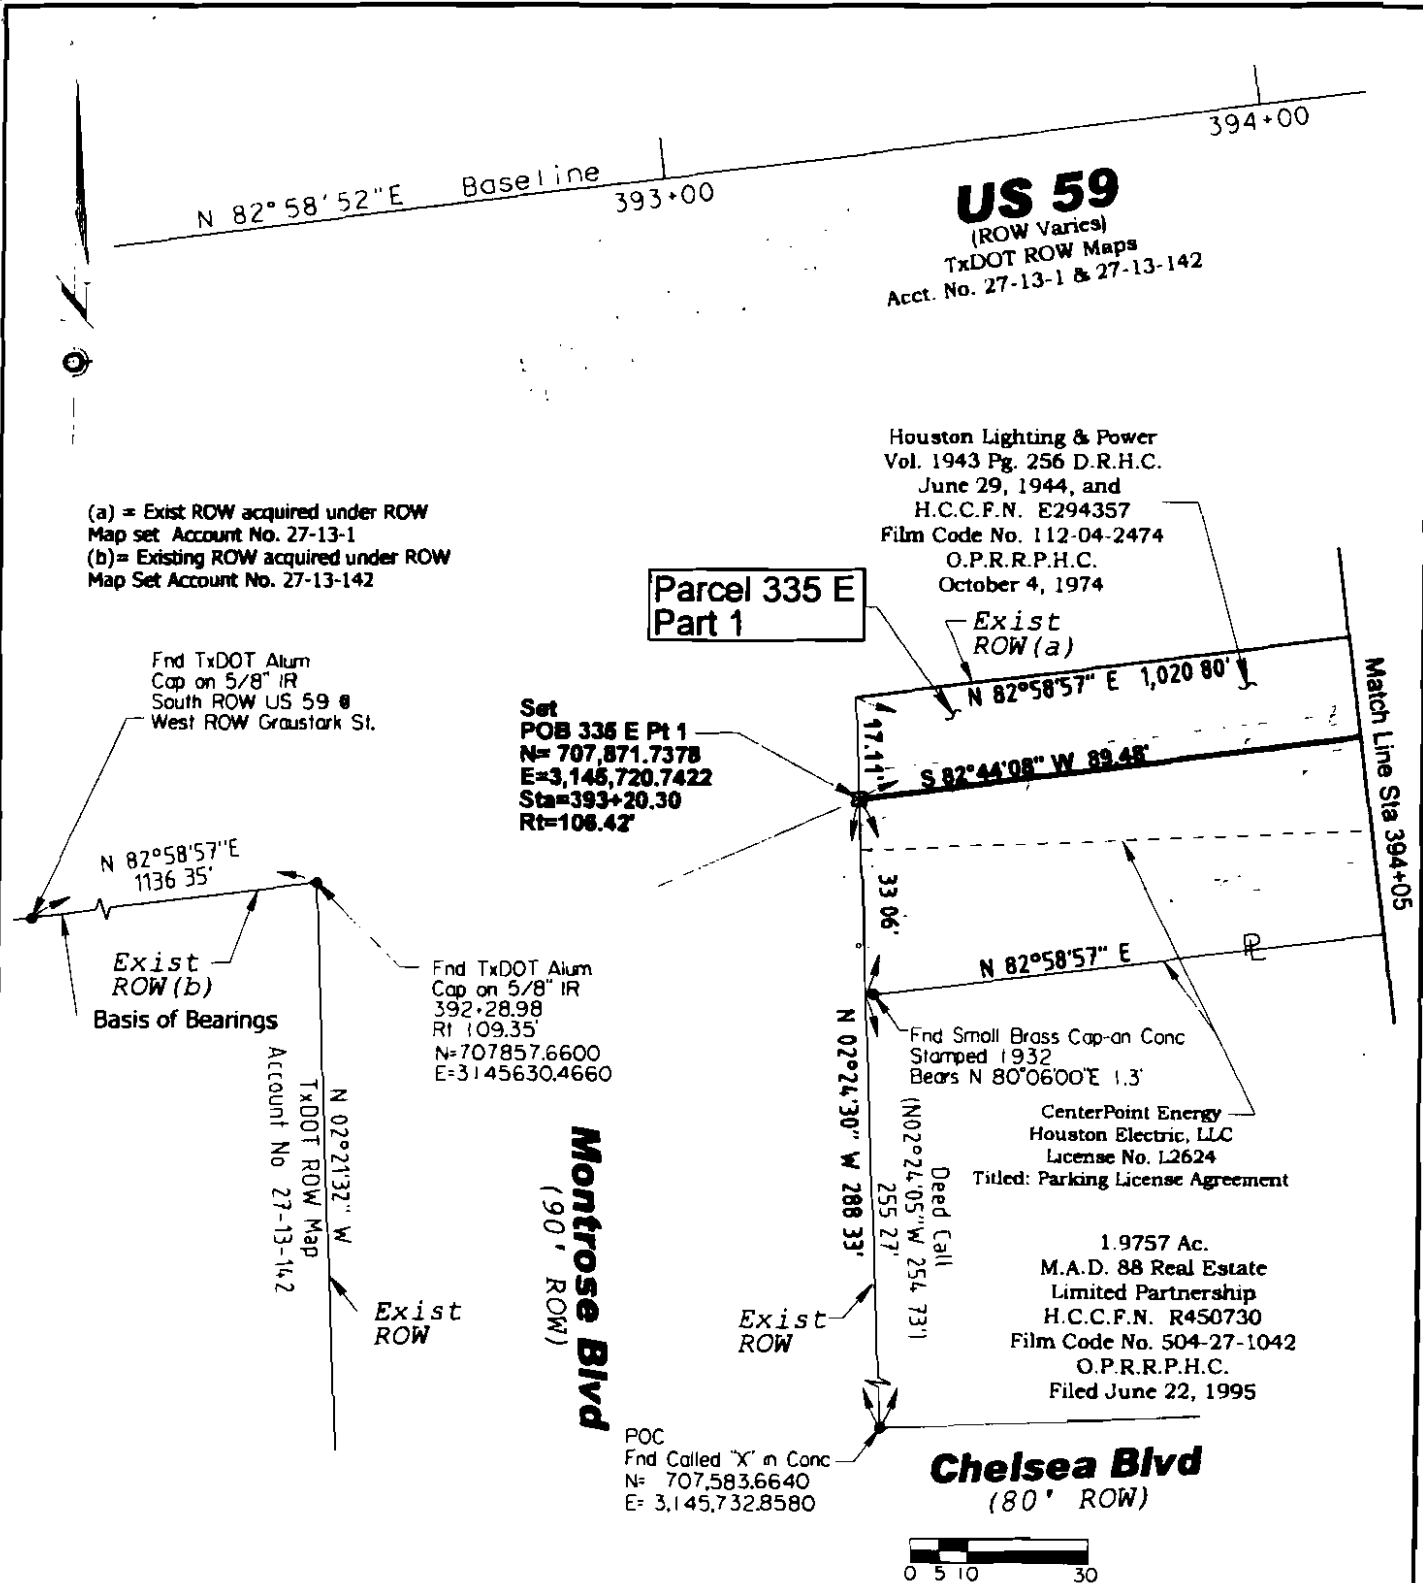 N 82°58'52"E Baseline
393+00
394+00
US 59
(ROW Varies)
TxDOT ROW Maps
Acct. No. 27-13-1 & 27-13-142
Houston Lighting & Power
Vol. 1943 Pg. 256 D.R.H.C.
June 29, 1944, and
H.C.C.F.N. E294357
Film Code No. 112-04-2474
O.P.R.R.P.H.C.
October 4, 1974
(a) = Exist ROW acquired under ROW
Map set Account No. 27-13-1
(b)= Existing ROW acquired under ROW
Map Set Account No. 27-13-142
Parcel 335 E
Part 1
Exist
ROW(a)
N 82°58'57" E 1,020 80'
Match Line Sta 394+05
Fnd TxDOT Alum
Cap on 5/8" IR
South ROW US 59 @
West ROW Graustark St.
Set
POB 335 E Pt 1
N= 707,871.7378
E=3,145,720.7422
Sta=393+20.30
Rt=106.42'
17.11'
S 82°44'08" W 89.48'
N 82°58'57"E
1136 35'
33 06'
Exist
ROW(b)
Basis of Bearings
Fnd TxDOT Alum
Cap on 5/8" IR
392+28.98
Rt 109.35'
N=707857.6600
E=3145630.4660
N 82°58'57" E
PL
Fnd Small Brass Cap-on Conc
Stamped 1932
Bears N 80°06'00"E 1.3'
N 02°21'32" W
TxDOT ROW Map
Account No 27-13-142
Exist
ROW
Montrose Blvd
(90' ROW)
N 02°24'30" W 288 33'
Deed Call
(N02°24'05"W 254 73')
255 27'
CenterPoint Energy
Houston Electric, LLC
License No. L2624
Titled: Parking License Agreement
1.9757 Ac.
M.A.D. 88 Real Estate
Limited Partnership
H.C.C.F.N. R450730
Film Code No. 504-27-1042
O.P.R.R.P.H.C.
Filed June 22, 1995
Exist
ROW
POC
Fnd Called "X" in Conc
N= 707,583.6640
E= 3,145,732.8580
Chelsea Blvd
(80' ROW)
0 5 10 30